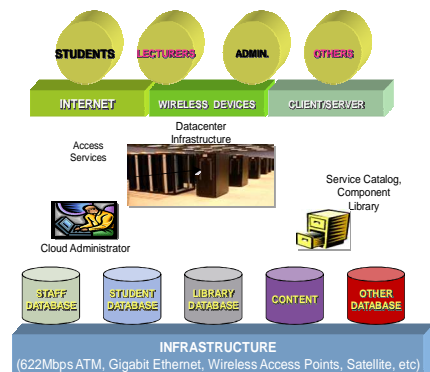 STUDENTS
LECTURERS
ADMIN.
OTHERS
INTERNET
WIRELESS DEVICES
CLIENT/SERVER
Datacenter
Infrastructure
Access
Services
Service Catalog,
Component
Library
Cloud Administrator
STAFF
DATABASE
STUDENT
DATABASE
LIBRARY
DATABASE
CONTENT
OTHER
DATABASE
INFRASTRUCTURE
(622Mbps ATM, Gigabit Ethernet, Wireless Access Points, Satellite, etc)